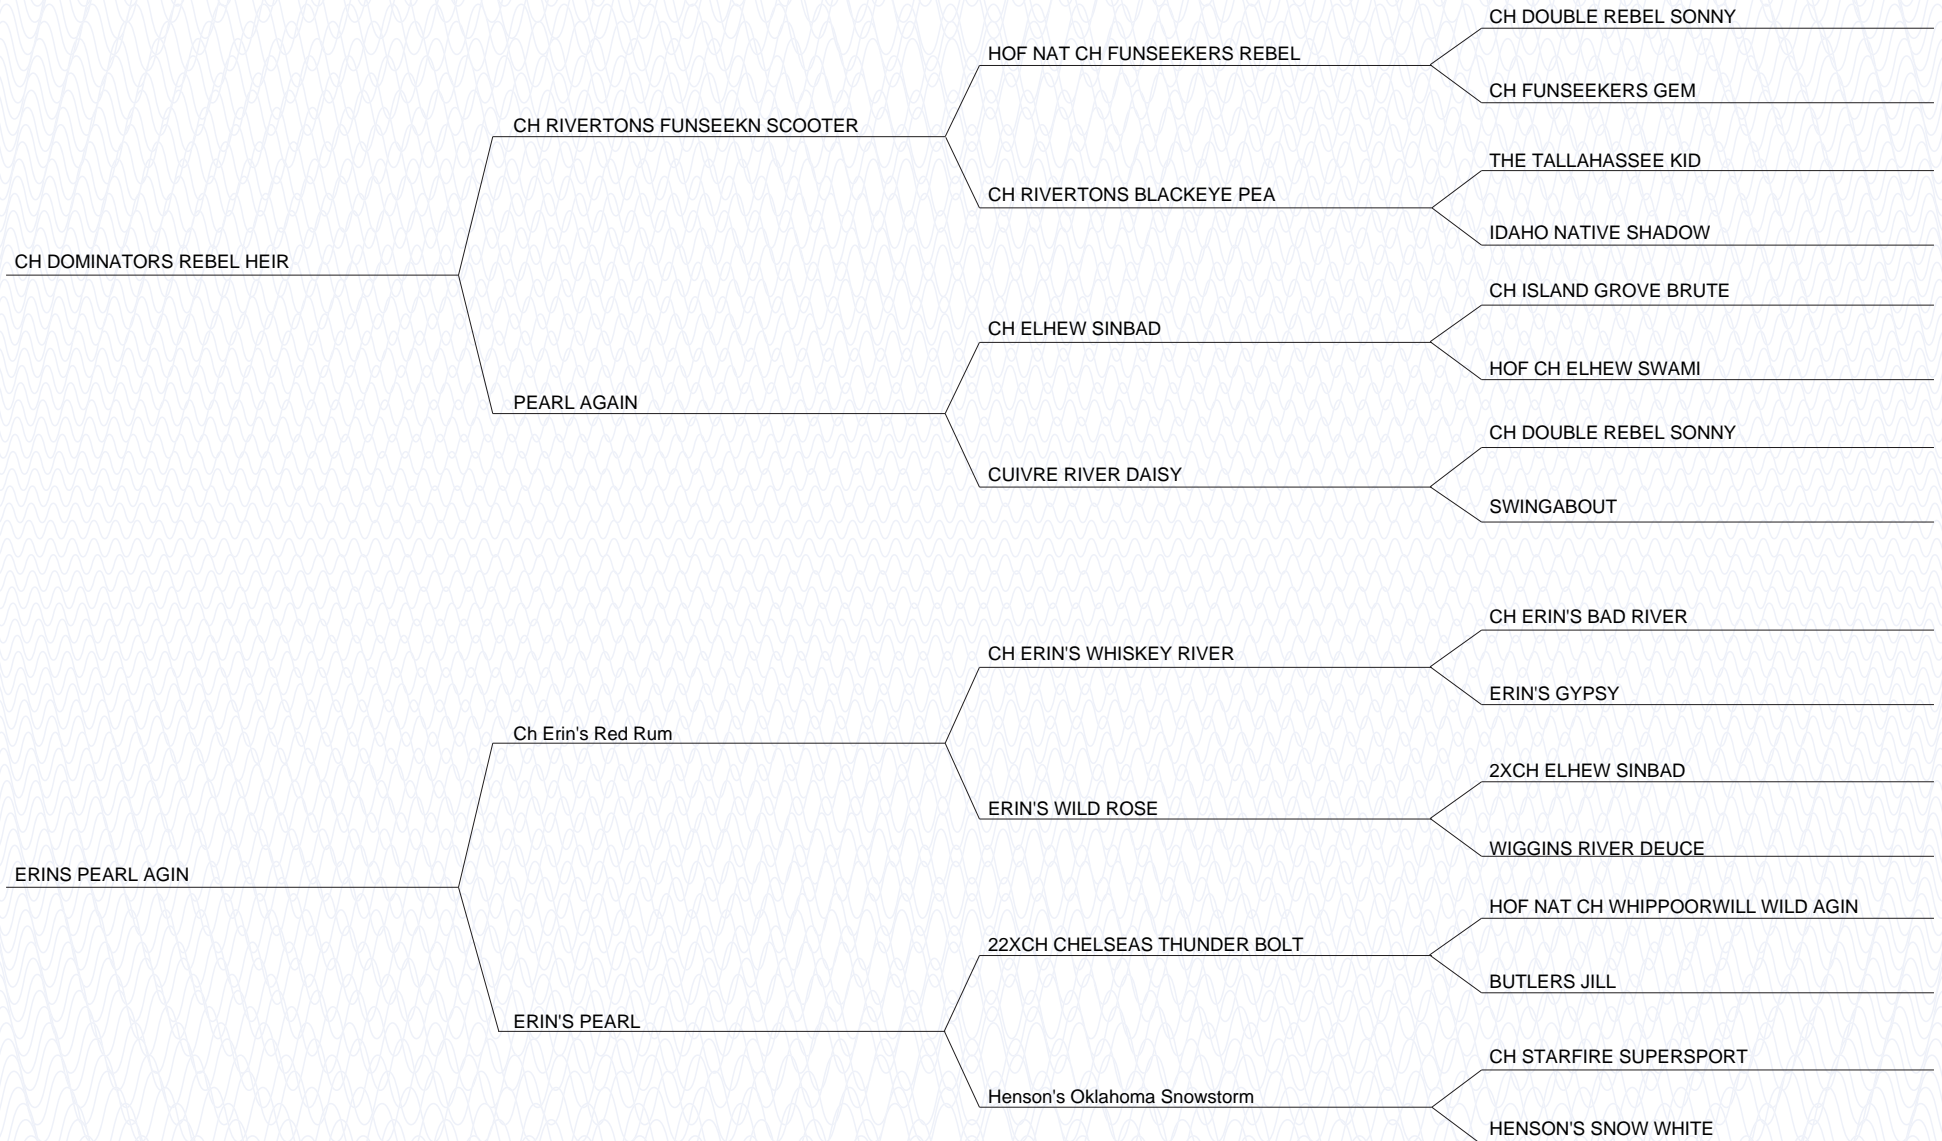 CH DOUBLE REBEL SONNY
HOF NAT CH FUNSEEKERS REBEL
CH FUNSEEKERS GEM
CH RIVERTONS FUNSEEKN SCOOTER
THE TALLAHASSEE KID
CH RIVERTONS BLACKEYE PEA
IDAHO NATIVE SHADOW
CH DOMINATORS REBEL HEIR
CH ISLAND GROVE BRUTE
CH ELHEW SINBAD
HOF CH ELHEW SWAMI
PEARL AGAIN
CH DOUBLE REBEL SONNY
CUIVRE RIVER DAISY
SWINGABOUT
CH ERIN'S BAD RIVER
CH ERIN'S WHISKEY RIVER
ERIN'S GYPSY
Ch Erin's Red Rum
2XCH ELHEW SINBAD
ERIN'S WILD ROSE
WIGGINS RIVER DEUCE
ERINS PEARL AGIN
HOF NAT CH WHIPPOORWILL WILD AGIN
22XCH CHELSEAS THUNDER BOLT
BUTLERS JILL
ERIN'S PEARL
CH STARFIRE SUPERSPORT
Henson's Oklahoma Snowstorm
HENSON'S SNOW WHITE